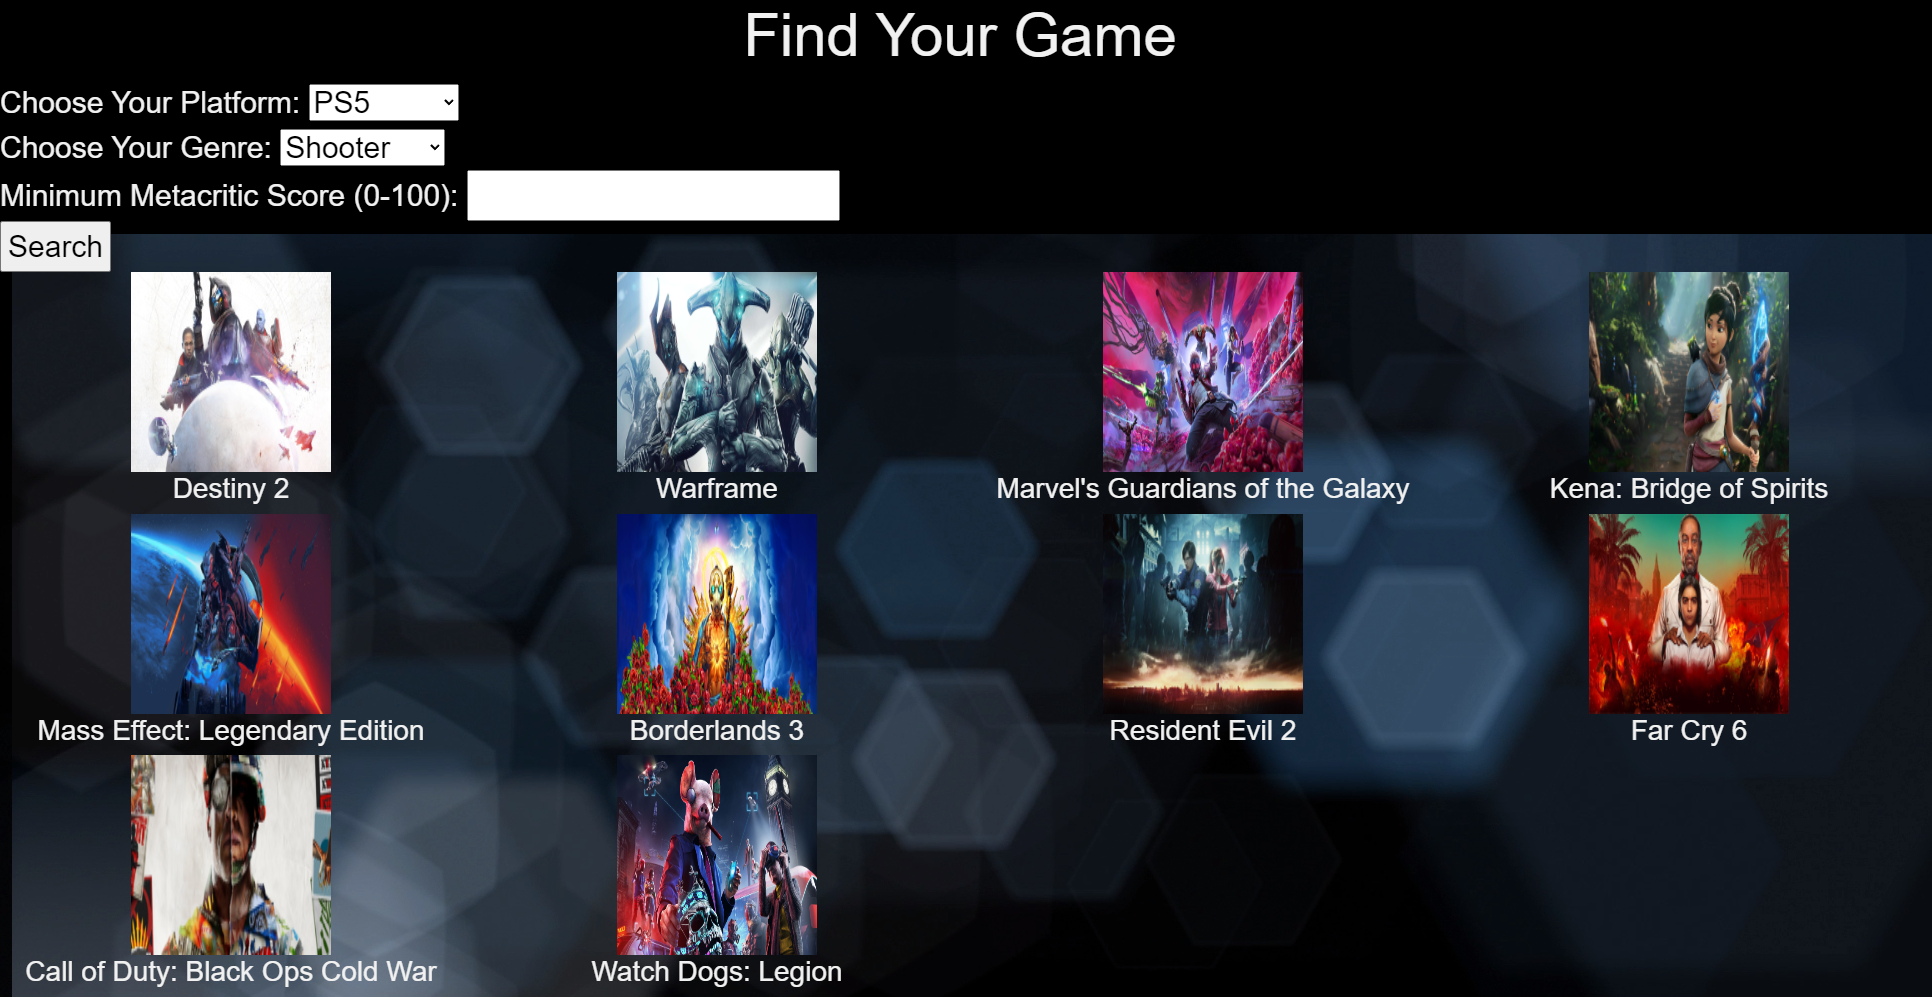 Find Your Game
Choose Your Platform: PS5
Choose Your Genre: Shooter
Minimum Metacritic Score (0-100):
Search
Destiny 2
Warframe
Marvel's Guardians of the Galaxy
Kena: Bridge of Spirits
Mass Effect: Legendary Edition
Borderlands 3
Resident Evil 2
Far Cry 6
Call of Duty: Black Ops Cold War
Watch Dogs: Legion